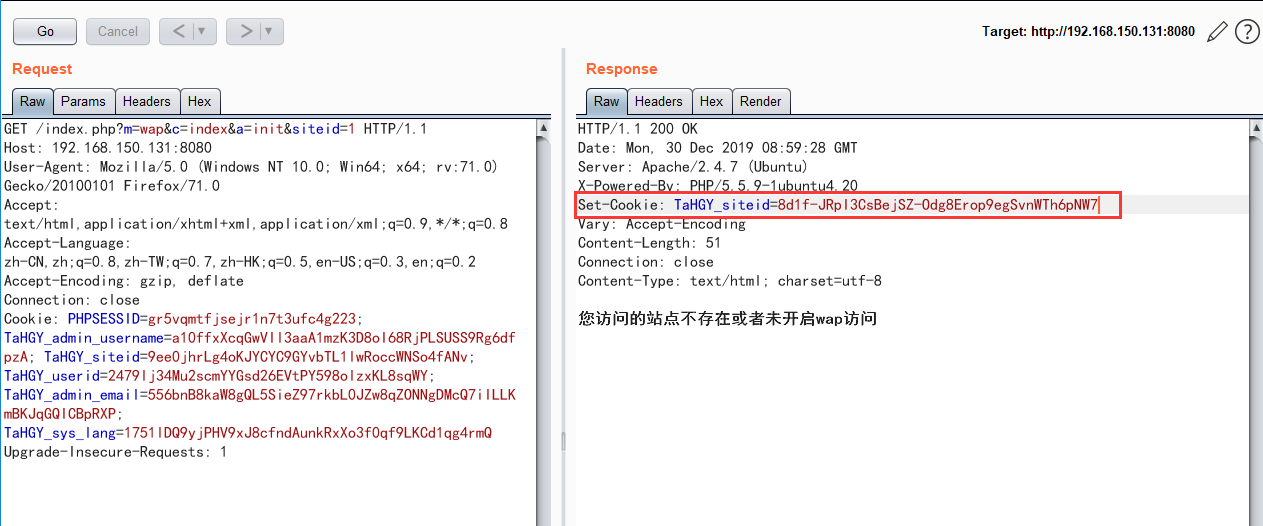 Go
Cancel
<
>
Target: http://192.168.150.131:8080
?
Request
Raw Params Headers Hex
GET /index.php?m=wap&c=index&a=init&siteid=1 HTTP/1.1
Host: 192.168.150.131:8080
User-Agent: Mozilla/5.0 (Windows NT 10.0; Win64; x64; rv:71.0)
Gecko/20100101 Firefox/71.0
Accept:
text/html,application/xhtml+xml,application/xml;q=0.9,*/*;q=0.8
Accept-Language:
zh-CN,zh;q=0.8,zh-TW;q=0.7,zh-HK;q=0.5,en-US;q=0.3,en;q=0.2
Accept-Encoding: gzip, deflate
Connection: close
Cookie: PHPSESSID=gr5vqmtfjsejr1n7t3ufc4g223;
TaHGY_admin_username=a10ffxXcqGwVll3aaA1mzK3D8ol68RjPLSUSS9Rg6df
pzA; TaHGY_siteid=9ee0jhrLg4oKJYCYC9GYvbTL1lwRoccWNSo4fANv;
TaHGY_userid=2479lj34Mu2scmYYGsd26EVtPY598olzxKL8sqWY;
TaHGY_admin_email=556bnB8kaW8gQL5SieZ97rkbL0JZw8qZONNgDMcQ7ilLLK
mBKJqGQlCBpRXP;
TaHGY_sys_lang=1751lDQ9yjPHV9xJ8cfndAunkRxXo3f0qf9LKCd1qg4rmQ
Upgrade-Insecure-Requests: 1
Response
Raw Headers Hex Render
HTTP/1.1 200 OK
Date: Mon, 30 Dec 2019 08:59:28 GMT
Server: Apache/2.4.7 (Ubuntu)
X-Powered-By: PHP/5.5.9-1ubuntu4.20
Set-Cookie: TaHGY_siteid=8d1f-JRpl3CsBejSZ-Odg8Erop9egSvnWTh6pNW7
Vary: Accept-Encoding
Content-Length: 51
Connection: close
Content-Type: text/html; charset=utf-8
您访问的站点不存在或者未开启wap访问